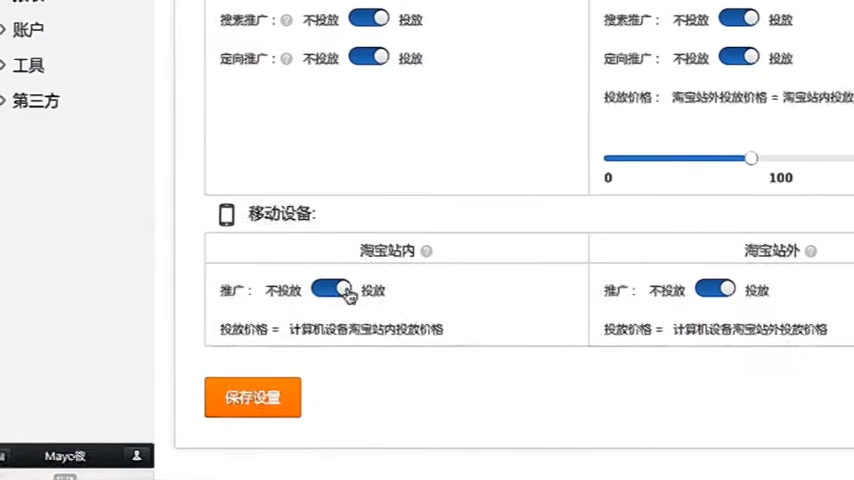 账户
工具
第三方
搜索推广： 不投放 投放
定向推广： 不投放 投放
搜索推广： 不投放 投放
定向推广： 不投放 投放
投放价格： 淘宝站外投放价格 = 淘宝站内投放
0 100
移动设备:
淘宝站内
淘宝站外
推广： 不投放 投放
投放价格 = 计算机设备淘宝站内投放价格
推广： 不投放 投放
投放价格 = 计算机设备淘宝站外投放价格
保存设置